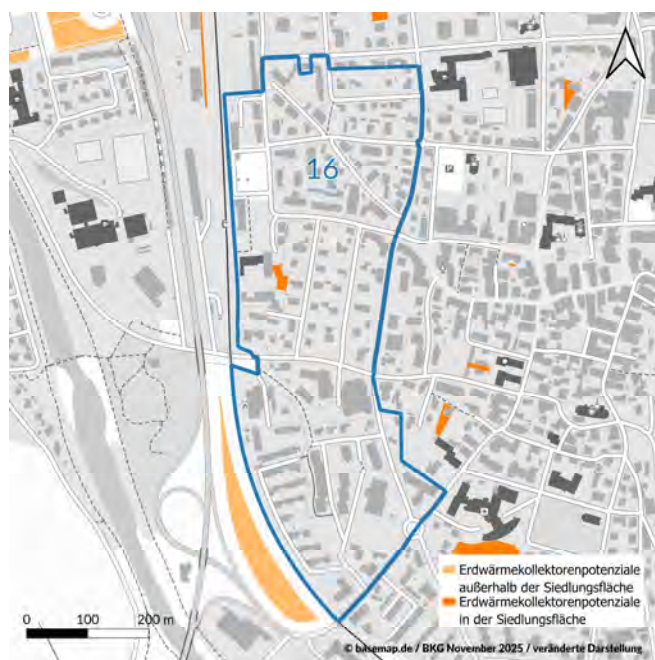 16
Erdwärmekollektorenpotenziale
außerhalb der Siedlungsfläche
Erdwärmekollektorenpotenziale
in der Siedlungsfläche
0 100 200 m
© basemap.de / BKG November 2025 / veränderte Darstellung